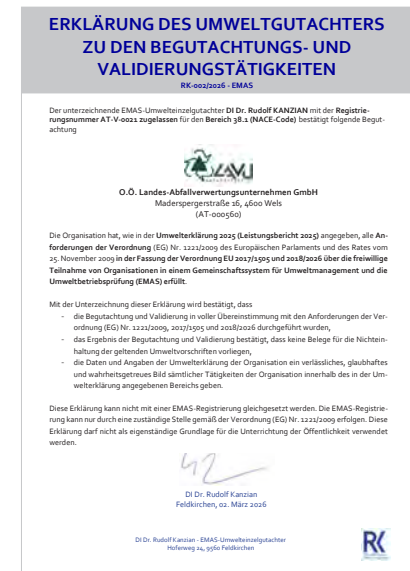 ERKLÄRUNG DES UMWELTGUTACHTERS
ZU DEN BEGUTACHTUNGS- UND
VALIDIERUNGSTÄTIGKEITEN
RK-002/2026 - EMAS
Der unterzeichnende EMAS-Umwelteinzelgutachter DI Dr. Rudolf KANZIAN mit der Registrie-
rungsnummer AT-V-0021 zugelassen für den Bereich 38.1 (NACE-Code) bestätigt folgende Begut-
achtung
LAVU
O.Ö. Landes-Abfallverwertungsunternehmen GmbH
Maderspergerstraße 16, 4600 Wels
(AT-000560)
Die Organisation hat, wie in der Umwelterklärung 2025 (Leistungsbericht 2025) angegeben, alle An-
forderungen der Verordnung (EG) Nr. 1221/2009 des Europäischen Parlaments und des Rates vom
25. November 2009 in der Fassung der Verordnung EU 2017/1505 und 2018/2026 über die freiwillige
Teilnahme von Organisationen in einem Gemeinschaftssystem für Umweltmanagement und die
Umweltbetriebsprüfung (EMAS) erfüllt.
Mit der Unterzeichnung dieser Erklärung wird bestätigt, dass
- die Begutachtung und Validierung in voller Übereinstimmung mit den Anforderungen der Ver-
ordnung (EG) Nr. 1221/2009, 2017/1505 und 2018/2026 durchgeführt wurden,
- das Ergebnis der Begutachtung und Validierung bestätigt, dass keine Belege für die Nichtein-
haltung der geltenden Umweltvorschriften vorliegen,
- die Daten und Angaben der Umwelterklärung der Organisation ein verlässliches, glaubhaftes
und wahrheitsgetreues Bild sämtlicher Tätigkeiten der Organisation innerhalb des in der Um-
welterklärung angegebenen Bereichs geben.
Diese Erklärung kann nicht mit einer EMAS-Registrierung gleichgesetzt werden. Die EMAS-Registrie-
rung kann nur durch eine zuständige Stelle gemäß der Verordnung (EG) Nr. 1221/2009 erfolgen. Diese
Erklärung darf nicht als eigenständige Grundlage für die Unterrichtung der Öffentlichkeit verwendet
werden.
DI Dr. Rudolf Kanzian
Feldkirchen, 02. März 2026
DI Dr. Rudolf Kanzian - EMAS-Umwelteinzelgutachter
Hoferweg 24, 9560 Feldkirchen
RK